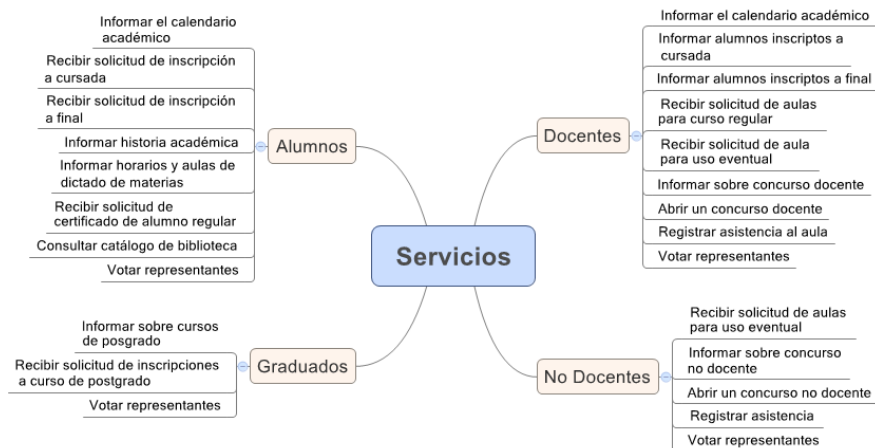 Informar el calendario
académico
Recibir solicitud de inscripción
a cursada
Recibir solicitud de inscripción
a final
Informar historia académica
Informar horarios y aulas de
dictado de materias
Recibir solicitud de
certificado de alumno regular
Consultar catálogo de biblioteca
Votar representantes
Alumnos
Informar sobre cursos
de posgrado
Recibir solicitud de inscripciones
a curso de postgrado
Votar representantes
Graduados
Servicios
Docentes
Informar el calendario académico
Informar alumnos inscriptos a
cursada
Informar alumnos inscriptos a final
Recibir solicitud de aulas
para curso regular
Recibir solicitud de aula
para uso eventual
Informar sobre concurso docente
Abrir un concurso docente
Registrar asistencia al aula
Votar representantes
No Docentes
Recibir solicitud de aulas
para uso eventual
Informar sobre concurso
no docente
Abrir un concurso no docente
Registrar asistencia
Votar representantes